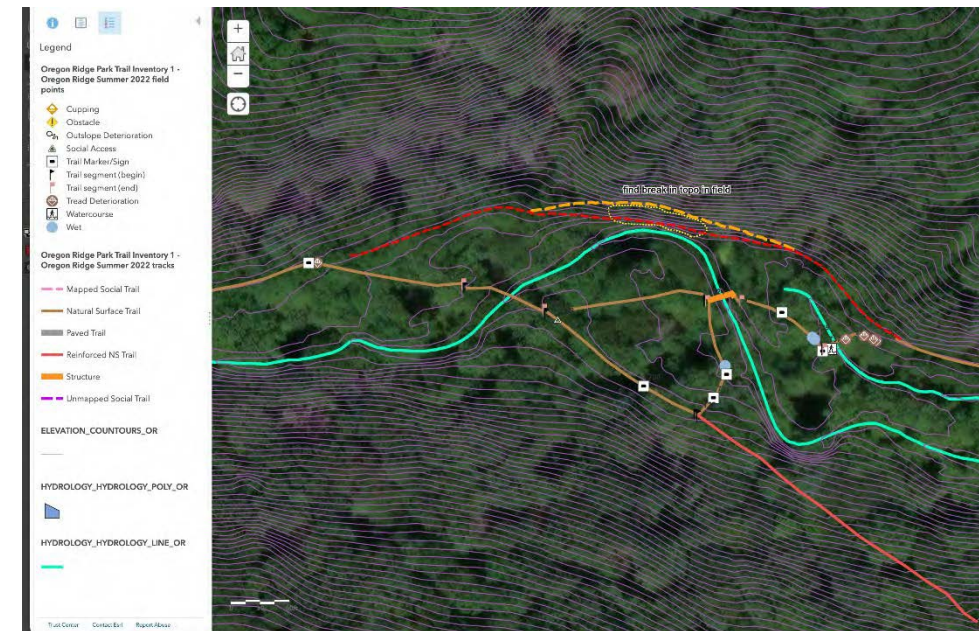 Legend
Oregon Ridge Park Trail Inventory 1 -
Oregon Ridge Summer 2022 field
points
Cupping
Obstacle
Outslope Deterioration
Social Access
Trail Marker/Sign
Trail segment (begin)
Trail segment (end)
Tread Deterioration
Watercourse
Wet
Oregon Ridge Park Trail Inventory 1 -
Oregon Ridge Summer 2022 tracks
Mapped Social Trail
Natural Surface Trail
Paved Trail
Reinforced NS Trail
Structure
Unmapped Social Trail
ELEVATION_COUNTOURS_OR
HYDROLOGY_HYDROLOGY_POLY_OR
HYDROLOGY_HYDROLOGY_LINE_OR
Trust Center Contact Esri Report Abuse
find break in topo in field